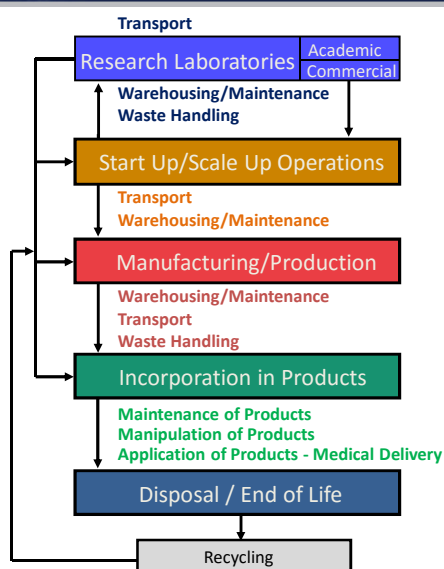 Transport
Research Laboratories
Academic
Commercial
Warehousing/Maintenance
Waste Handling
Start Up/Scale Up Operations
Transport
Warehousing/Maintenance
Manufacturing/Production
Warehousing/Maintenance
Transport
Waste Handling
Incorporation in Products
Maintenance of Products
Manipulation of Products
Application of Products - Medical Delivery
Disposal / End of Life
Recycling